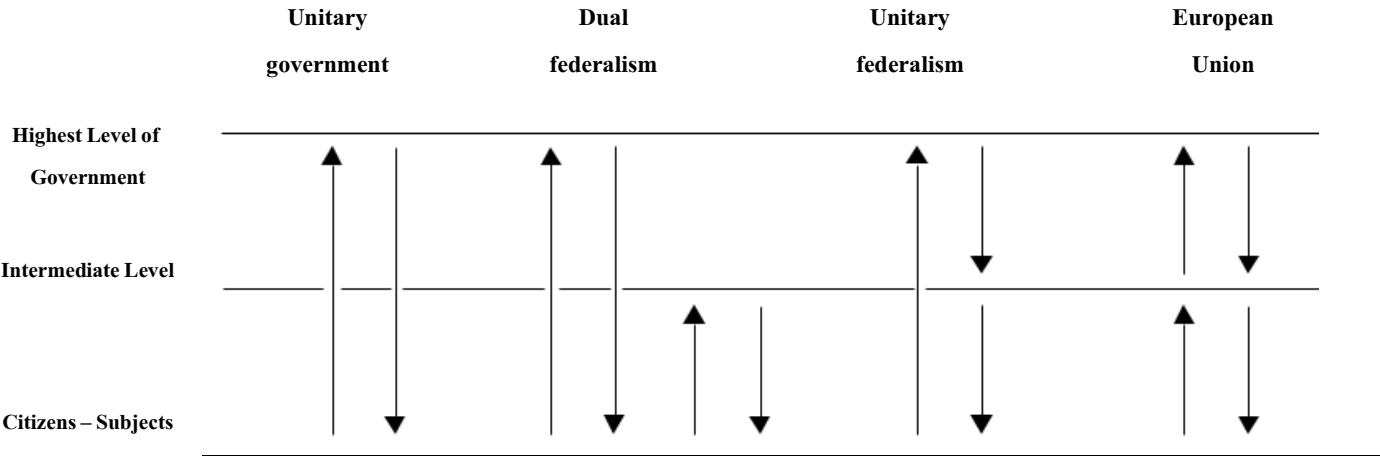 Unitary
government
Dual
federalism
Unitary
federalism
European
Union
Highest Level of
Government
Intermediate Level
Citizens – Subjects